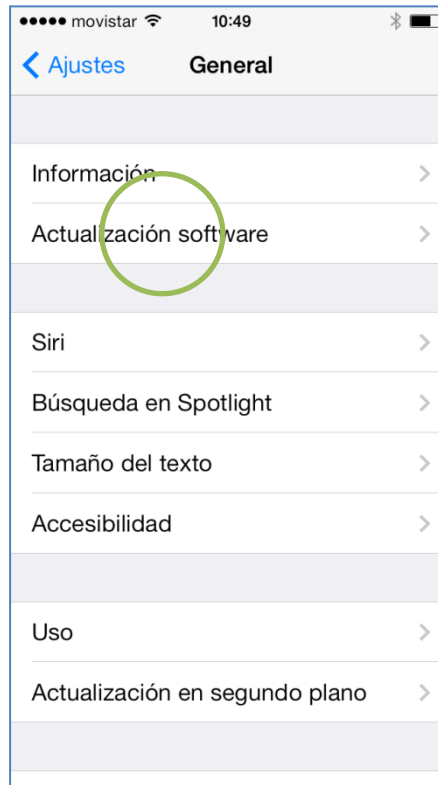 movistar 10:49
Ajustes General
Información
Actualización software
Siri
Búsqueda en Spotlight
Tamaño del texto
Accesibilidad
Uso
Actualización en segundo plano